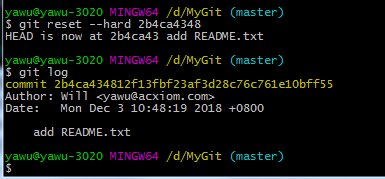 yawu@yawu-3020 MINGW64 /d/MyGit (master)
$ git reset --hard 2b4ca4348
HEAD is now at 2b4ca43 add README.txt
yawu@yawu-3020 MINGW64 /d/MyGit (master)
$ git log
commit 2b4ca434812f13fbf23af3d28c76c761e10bff55
Author: Will <yawu@acxiom.com>
Date:   Mon Dec 3 10:48:19 2018 +0800
    add README.txt
yawu@yawu-3020 MINGW64 /d/MyGit (master)
$